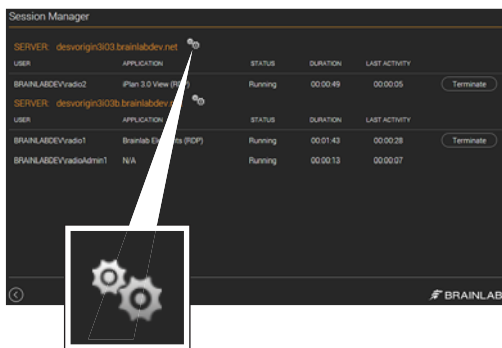 Session Manager
SERVER: desvorigin3i03.brainlabdev.net
USER APPLICATION STATUS DURATION LAST ACTIVITY
BRAINLABDEV\radio2 iPlan 3.0 View Running 00:00:49 00:00:05 Terminate
SERVER: desvorigin3i03b.brainlabdev
USER APPLICATION STATUS DURATION LAST ACTIVITY
BRAINLABDEV\radio1 Brainlab (RDP) Running 00:01:43 00:00:28 Terminate
BRAINLABDEV\radioAdmin1 N/A Running 00:00:13 00:00:07
BRAINLAB